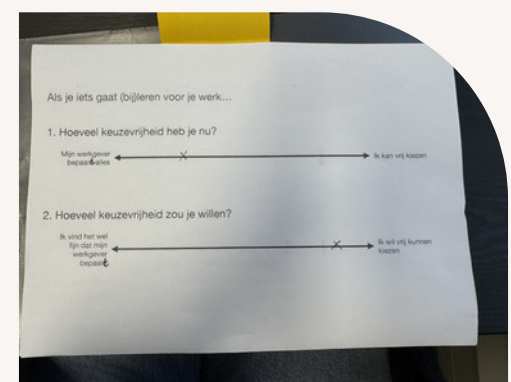 Als je iets gaat (bij)leren voor je werk...
1. Hoeveel keuzevrijheid heb je nu?
Mijn werkgever
bepaalt alles
Ik kan vrij kiezen
2. Hoeveel keuzevrijheid zou je willen?
Ik vind het wel
fijn dat mijn
werkgever
bepaalt
Ik wil vrij kunnen
kiezen